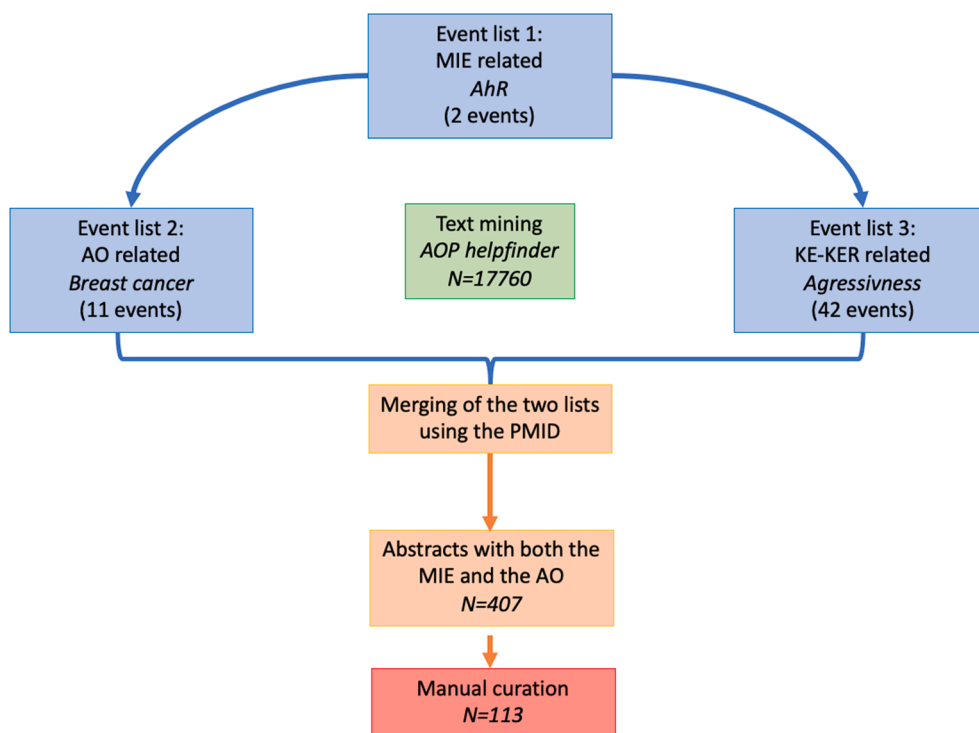 Event list 1:
MIE related
AhR
(2 events)
Event list 2:
AO related
Breast cancer
(11 events)
Text mining
AOP helpfinder
N=17760
Event list 3:
KE-KER related
Agressivness
(42 events)
Merging of the two lists
using the PMID
Abstracts with both the
MIE and the AO
N=407
Manual curation
N=113